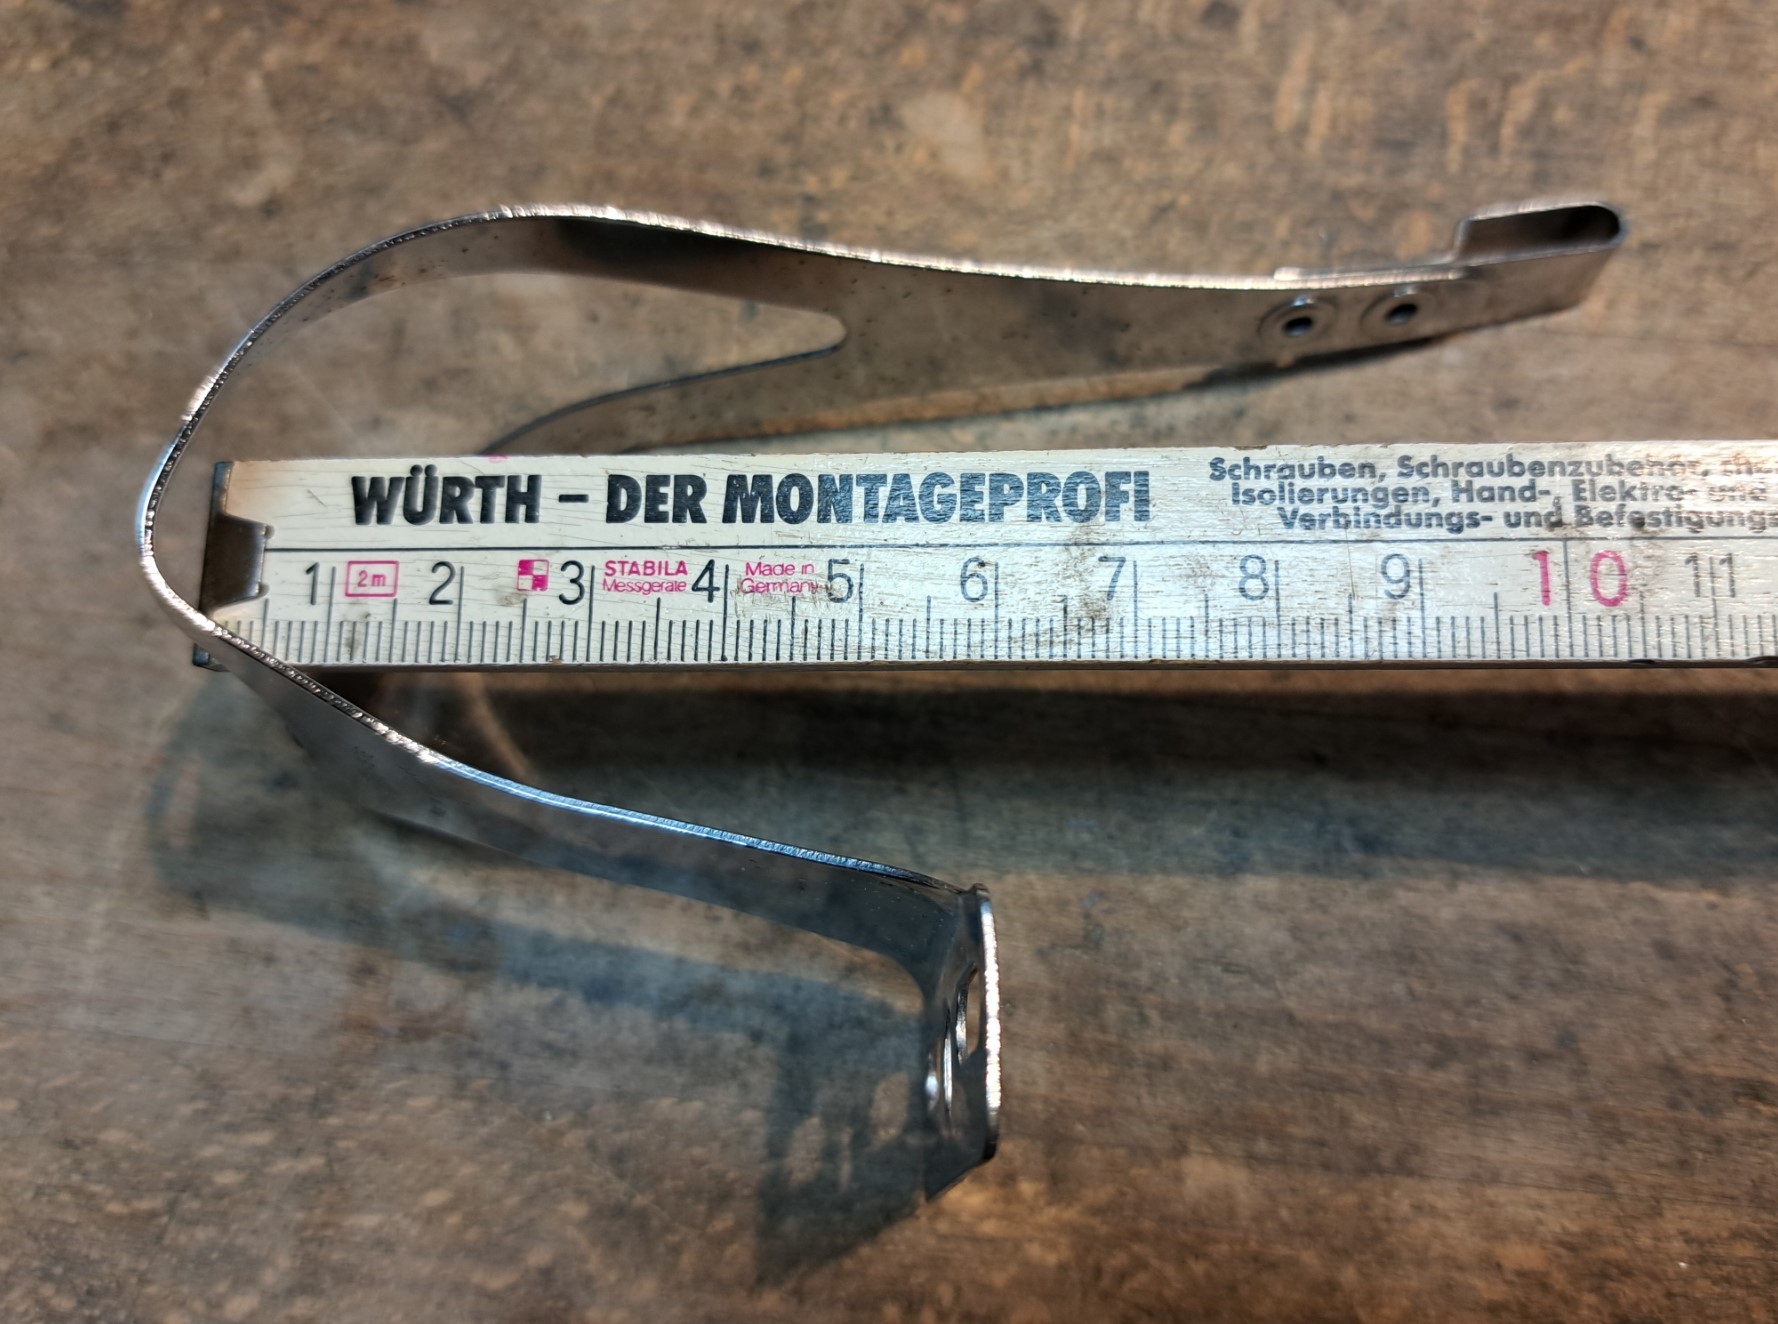 WÜRTH – DER MONTAGEPROFI
Schrauben, Schraubenzubehör,
Isolierungen, Hand-, Elektro- und
Verbindungs- und Befestigungs
1 2m 2 3 STABILA 4 Made in 5 6 7 8 9 10 11
Messgeräte Germany